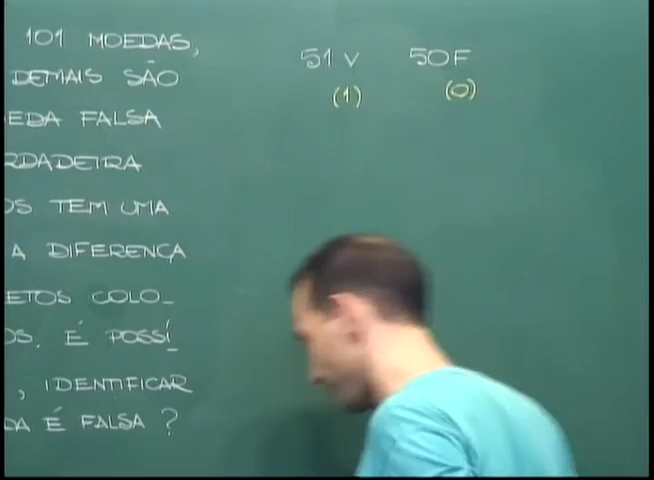 101 MOEDAS,
DEMAIS SÃO
EDA FALSA
RDADEIRA
OS TEM UMA
A DIFERENÇA
ETOS COLO_
OS. É POSSÍ_
, IDENTIFICAR
DA É FALSA ?
51 V 50 F
(1) (0)